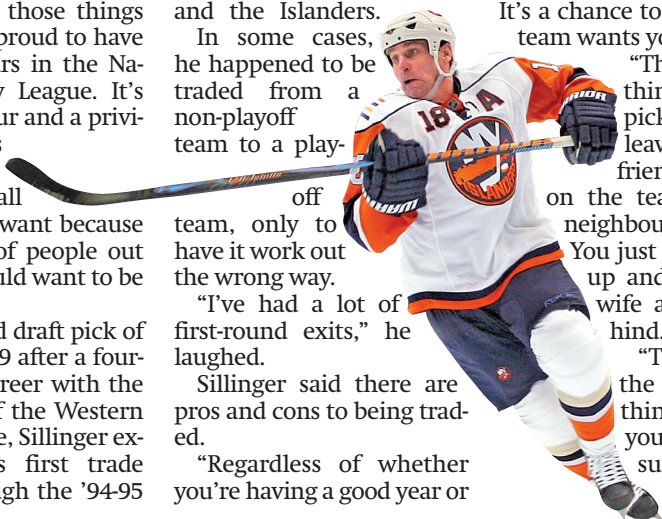 those things
proud to have
rs in the Na-
y League. It’s
ur and a privi-
s
all
want because
of people out
uld want to be
d draft pick of
9 after a four-
reer with the
f the Western
e, Sillinger ex-
s first trade
gh the ’94-95
and the Islanders.
In some cases,
he happened to be
traded from a
non-playoff
team to a play-
off
team, only to
have it work out
the wrong way.
“I’ve had a lot of
first-round exits,” he
laughed.
Sillinger said there are
pros and cons to being trad-
ed.
“Regardless of whether
you’re having a good year or
18 A
NY
ISLANDERS
It’s a chance to
team wants yo
“Th
thin
pick
leav
frien
on the tea
neighbou
You just
up and
wife a
hind.
“T
the
thin
you
su